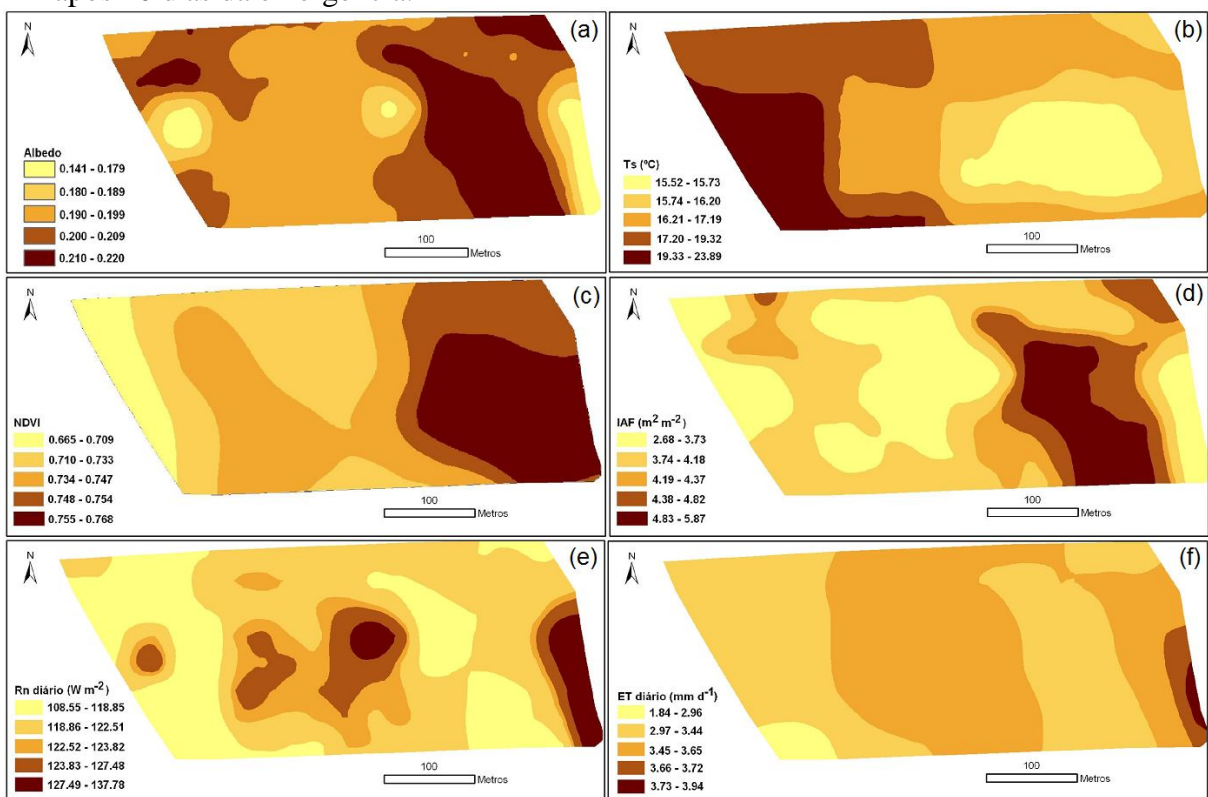 após dias da emergência.
N
(a)
Albedo
0.141 - 0.179
0.180 - 0.189
0.190 - 0.199
0.200 - 0.209
0.210 - 0.220
100
Metros
N
(b)
Ts (ºC)
15.52 - 15.73
15.74 - 16.20
16.21 - 17.19
17.20 - 19.32
19.33 - 23.89
100
Metros
N
(c)
NDVI
0.665 - 0.709
0.710 - 0.733
0.734 - 0.747
0.748 - 0.754
0.755 - 0.768
100
Metros
N
(d)
IAF (m² m⁻²)
2.68 - 3.73
3.74 - 4.18
4.19 - 4.37
4.38 - 4.82
4.83 - 5.87
100
Metros
N
(e)
Rn diário (W m⁻²)
108.55 - 118.85
118.86 - 122.51
122.52 - 123.82
123.83 - 127.48
127.49 - 137.78
100
Metros
N
(f)
ET diário (mm d⁻¹)
1.84 - 2.96
2.97 - 3.44
3.45 - 3.65
3.66 - 3.72
3.73 - 3.94
100
Metros